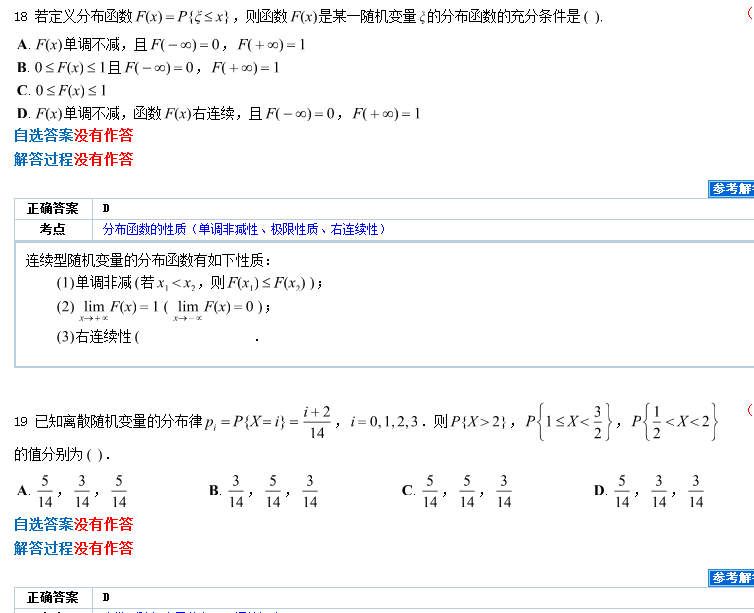 18 若定义分布函数 F(x)=P{ξ≤x}，则函数 F(x)是某一随机变量 ξ的分布函数的充分条件是( ).
A. F(x)单调不减，且 F(-∞)=0，F(+∞)=1
B. 0≤F(x)≤1且 F(-∞)=0，F(+∞)=1
C. 0≤F(x)≤1
D. F(x)单调不减，函数 F(x)右连续，且 F(-∞)=0，F(+∞)=1
自选答案没有作答
解答过程没有作答
参考解
正确答案 D
考点 分布函数的性质（单调非减性、极限性质、右连续性）
连续型随机变量的分布函数有如下性质：
(1)单调非减(若 x₁<x₂，则 F(x₁)≤F(x₂) )；
(2) lim x→+∞ F(x)=1 ( lim x→-∞ F(x)=0 )；
(3)右连续性( .
19 已知离散随机变量的分布律 pᵢ=P{X=i}=(i+2)/14，i=0,1,2,3．则 P{X>2}，P{1≤X<3/2}，P{1/2<X<2}
的值分别为( )．
A. 5/14，3/14，5/14 B. 3/14，5/14，3/14 C. 5/14，5/14，3/14 D. 5/14，3/14，3/14
自选答案没有作答
解答过程没有作答
参考解
正确答案 D